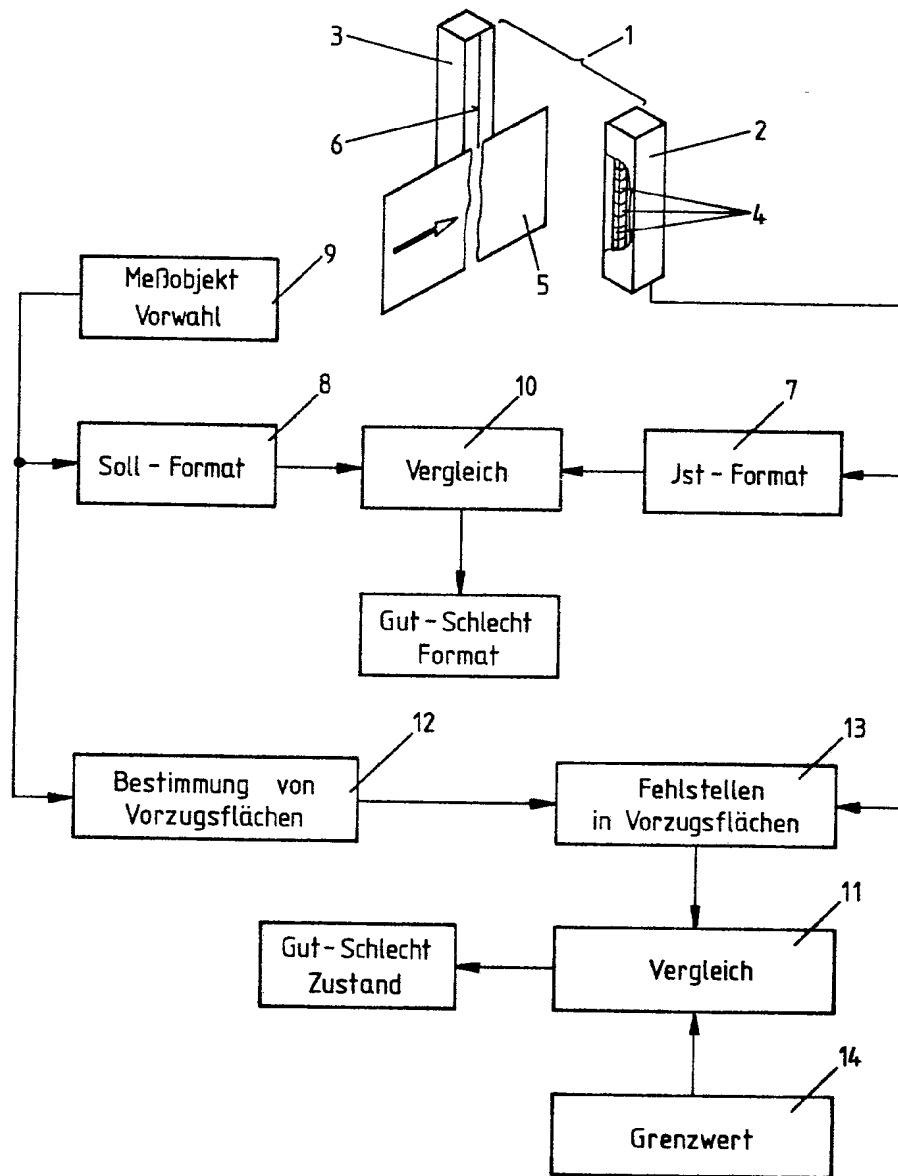 1
3
2
6
4
5
9
Meßobjekt
Vorwahl
8
10
7
Soll-Format
Vergleich
Jst-Format
Gut-Schlecht
Format
12
13
Bestimmung von
Vorzugsflächen
Fehlstellen
in Vorzugsflächen
11
Gut-Schlecht
Zustand
Vergleich
14
Grenzwert